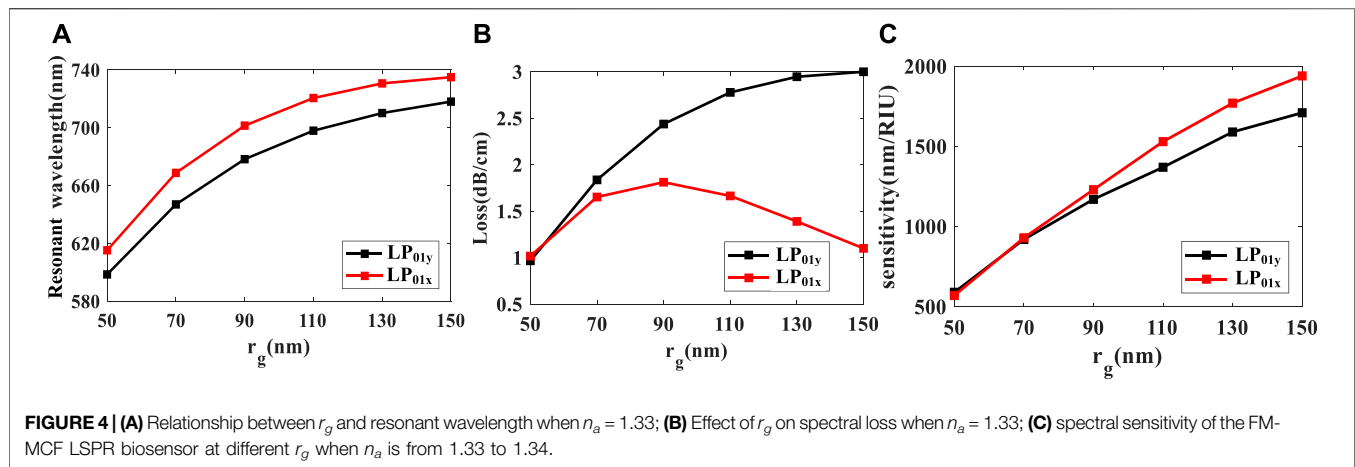 A
Resonant wavelength(nm)
740
700
660
620
580
50 70 90 110 130 150
r_g(nm)
LP01y
LP01x
B
Loss(dB/cm)
3
2.5
2
1.5
1
0.5
50 70 90 110 130 150
r_g(nm)
LP01y
LP01x
C
sensitivity(nm/RIU)
2000
1500
1000
500
50 70 90 110 130 150
r_g(nm)
LP01y
LP01x
FIGURE 4 | (A) Relationship between r_g and resonant wavelength when n_a = 1.33; (B) Effect of r_g on spectral loss when n_a = 1.33; (C) spectral sensitivity of the FM-
MCF LSPR biosensor at different r_g when n_a is from 1.33 to 1.34.